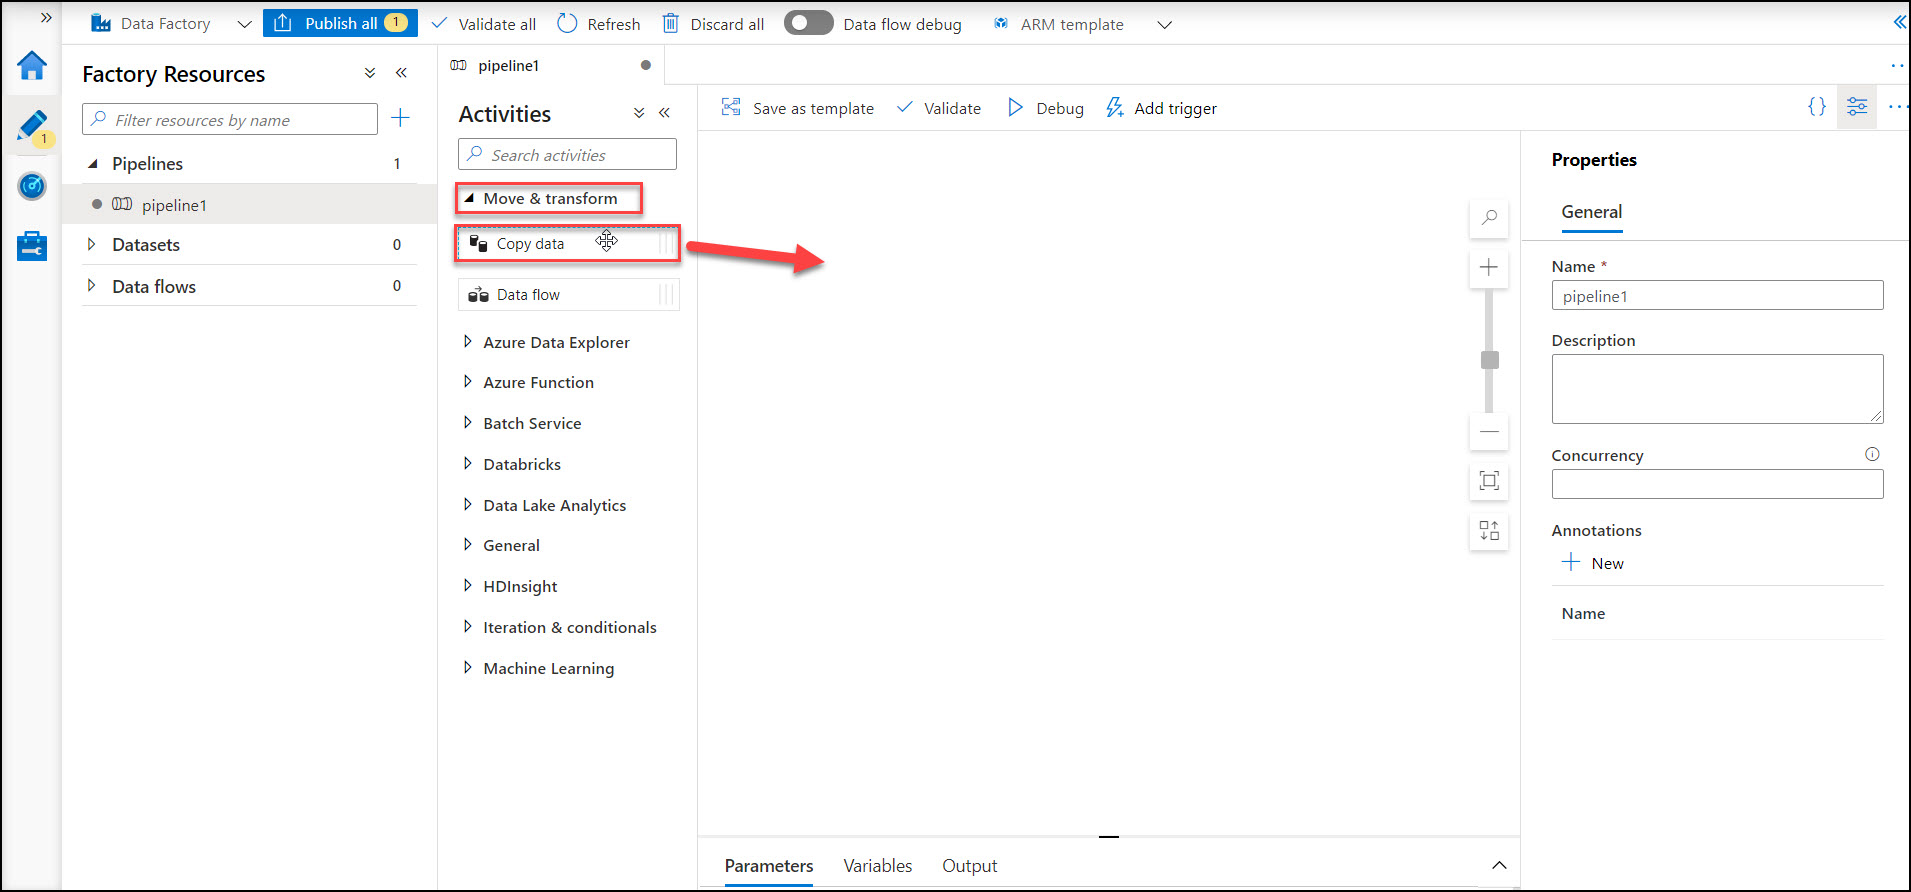 Data Factory
Publish all 1
Validate all
Refresh
Discard all
Data flow debug
ARM template
1
Factory Resources
Filter resources by name
Pipelines 1
pipeline1
Datasets 0
Data flows 0
pipeline1
Activities
Search activities
Move & transform
Copy data
Data flow
Azure Data Explorer
Azure Function
Batch Service
Databricks
Data Lake Analytics
General
HDInsight
Iteration & conditionals
Machine Learning
Save as template
Validate
Debug
Add trigger
{}
Parameters
Variables
Output
Properties
General
Name *
pipeline1
Description
Concurrency
Annotations
New
Name